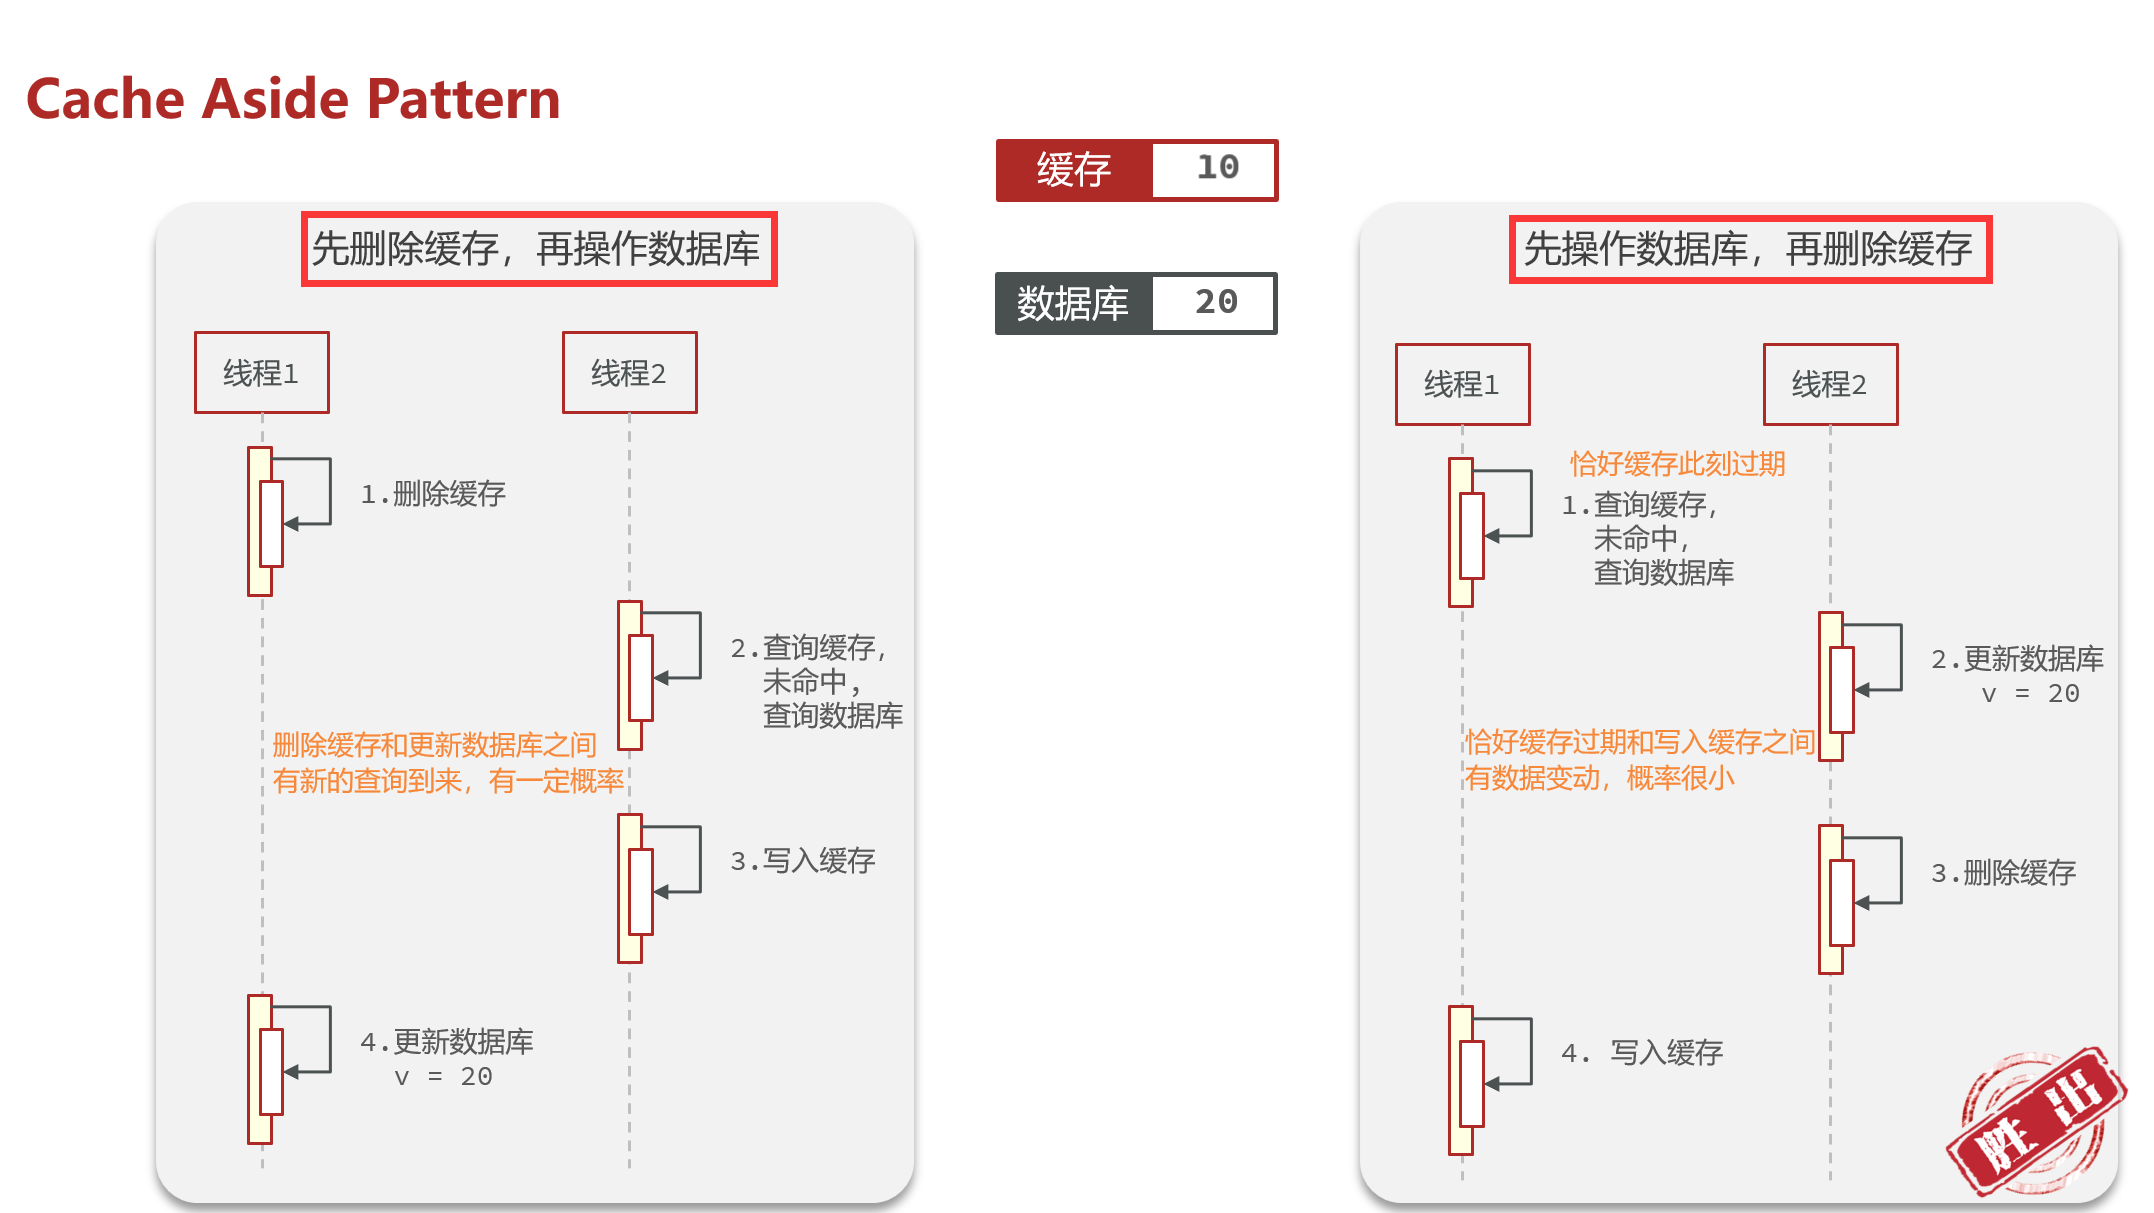 Cache Aside Pattern
缓存 10
数据库 20
先删除缓存，再操作数据库
线程1
线程2
1.删除缓存
2.查询缓存，
未命中，
查询数据库
删除缓存和更新数据库之间
有新的查询到来，有一定概率
3.写入缓存
4.更新数据库
v = 20
先操作数据库，再删除缓存
线程1
线程2
恰好缓存此刻过期
1.查询缓存，
未命中，
查询数据库
2.更新数据库
v = 20
恰好缓存过期和写入缓存之间
有数据变动，概率很小
3.删除缓存
4. 写入缓存
胜出